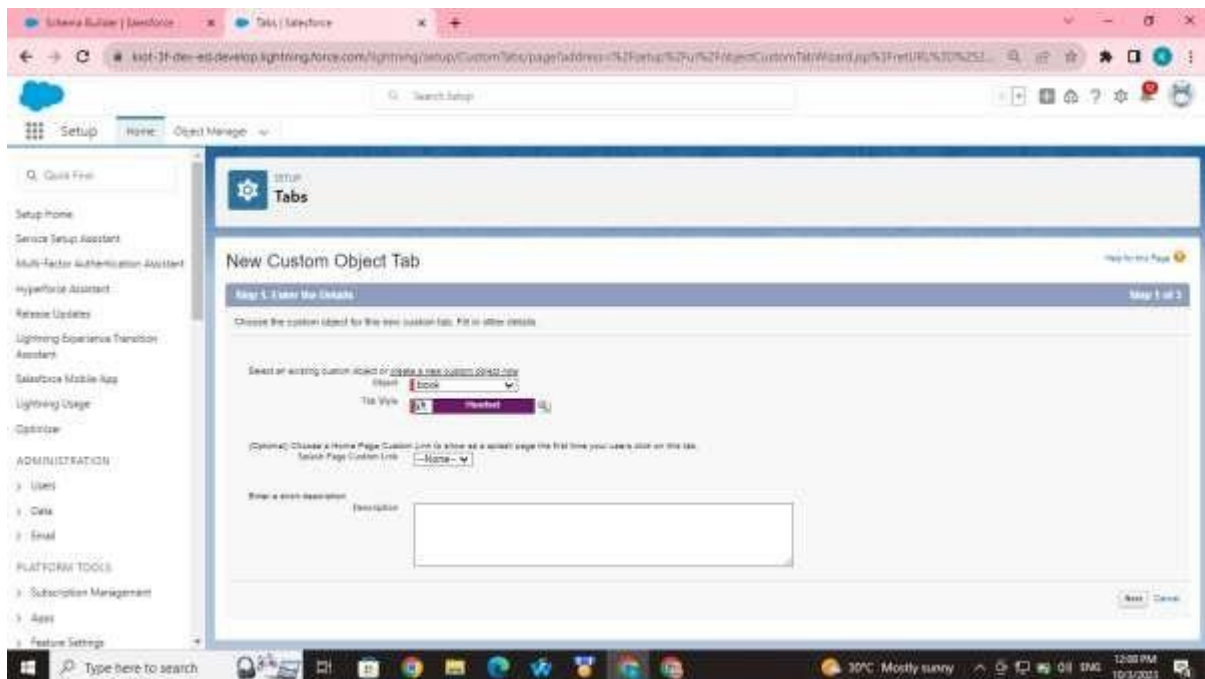 Schema Builder | Salesforce
Tabs | Salesforce
Search Setup
Setup
Home
Object Manager
Quick Find
SETUP
Tabs
Setup Home
Service Setup Assistant
Multi-Factor Authentication Assistant
Hyperforce Assistant
Release Updates
Lightning Experience Transition
Assistant
Salesforce Mobile App
Lightning Usage
Optimizer
ADMINISTRATION
Users
Data
Email
PLATFORM TOOLS
Subscription Management
Apps
Feature Settings
New Custom Object Tab
Help for this Page
Step 1. Enter the Details
Step 1 of 3
Choose the custom object for this new custom tab. Fill in other details.
Select an existing custom object or create a new custom object now.
Object
book
Tab Style
Headset
(Optional) Choose a Home Page Custom Link to show as a splash page the first time your users click on this tab.
Splash Page Custom Link
--None--
Enter a short description.
Description
Next
Cancel
Type here to search
30°C Mostly sunny
ENG
12:08 PM
10/3/2023